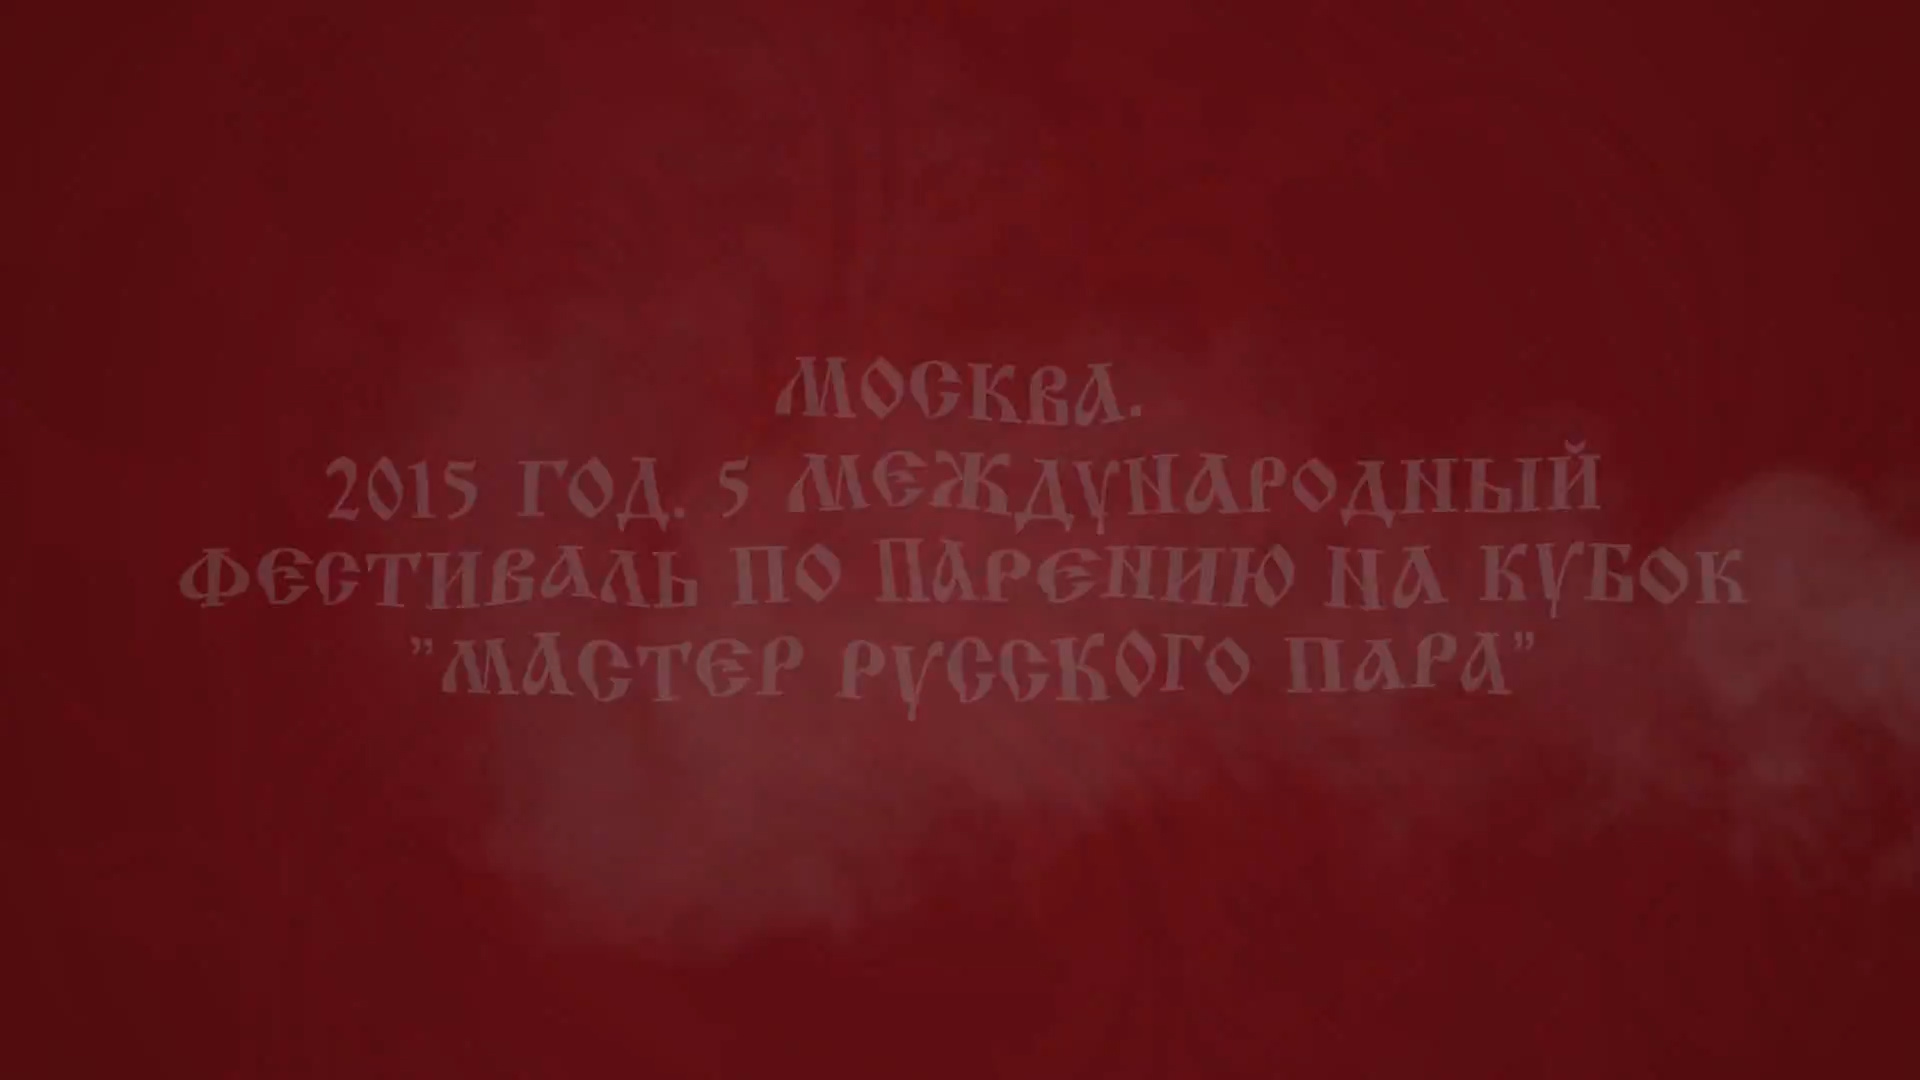 МОСКВА.
2015 ГОД. 5 МЕЖДУНАРОДНЫЙ
ФЕСТИВАЛЬ ПО ПАРЕНИЮ НА КУБОК
"МАСТЕР РУССКОГО ПАРА"